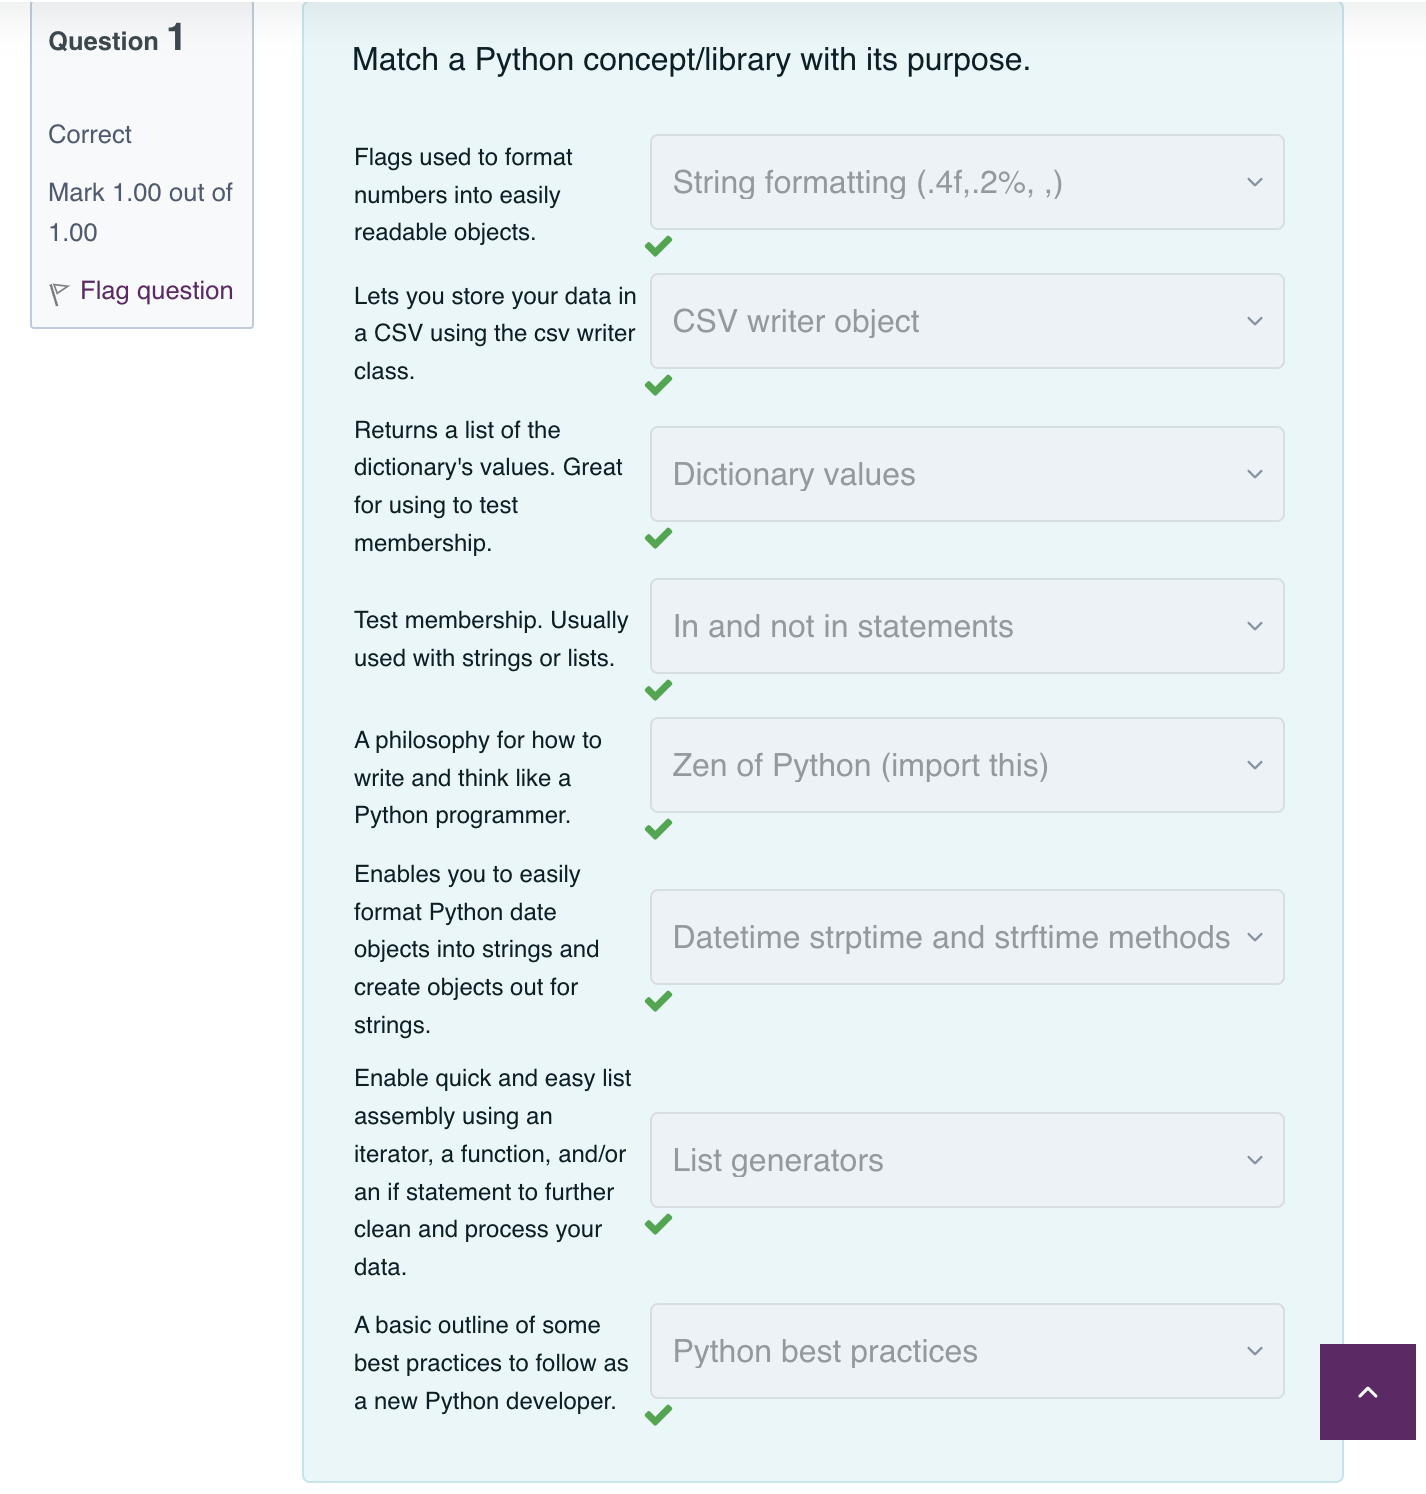 Question 1
Correct
Mark 1.00 out of
1.00
Flag question
Match a Python concept/library with its purpose.
Flags used to format
numbers into easily
readable objects.
String formatting (.4f,.2%, ,)
Lets you store your data in
a CSV using the csv writer
class.
CSV writer object
Returns a list of the
dictionary's values. Great
for using to test
membership.
Dictionary values
Test membership. Usually
used with strings or lists.
In and not in statements
A philosophy for how to
write and think like a
Python programmer.
Zen of Python (import this)
Enables you to easily
format Python date
objects into strings and
create objects out for
strings.
Datetime strptime and strftime methods
Enable quick and easy list
assembly using an
iterator, a function, and/or
an if statement to further
clean and process your
data.
List generators
A basic outline of some
best practices to follow as
a new Python developer.
Python best practices